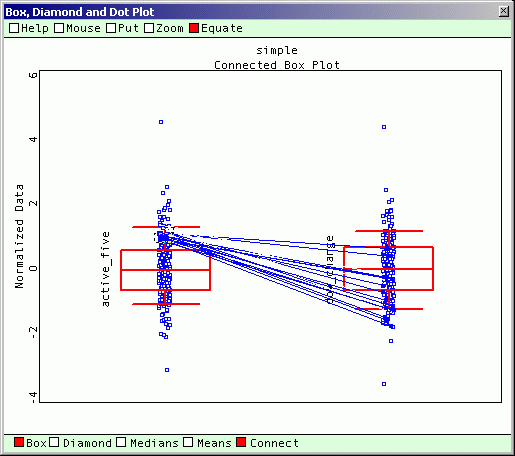 Box, Diamond and Dot Plot
Help Mouse Put Zoom Equate
simple
Connected Box Plot
6
4
2
0
-2
-4
Normalized Data
active_five
Box Diamond Medians Means Connect